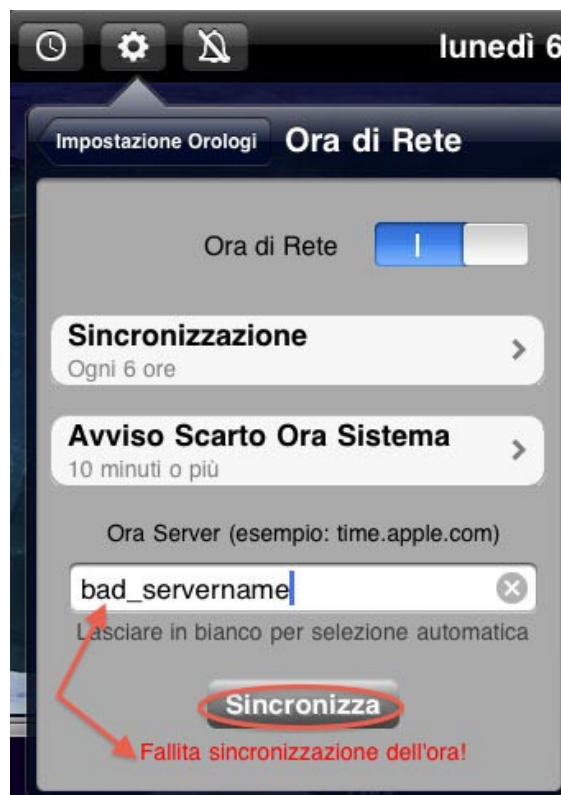 lunedì 6
Impostazione Orologi Ora di Rete
Ora di Rete
Sincronizzazione
Ogni 6 ore
Avviso Scarto Ora Sistema
10 minuti o più
Ora Server (esempio: time.apple.com)
bad_servername
Lasciare in bianco per selezione automatica
Sincronizza
Fallita sincronizzazione dell'ora!